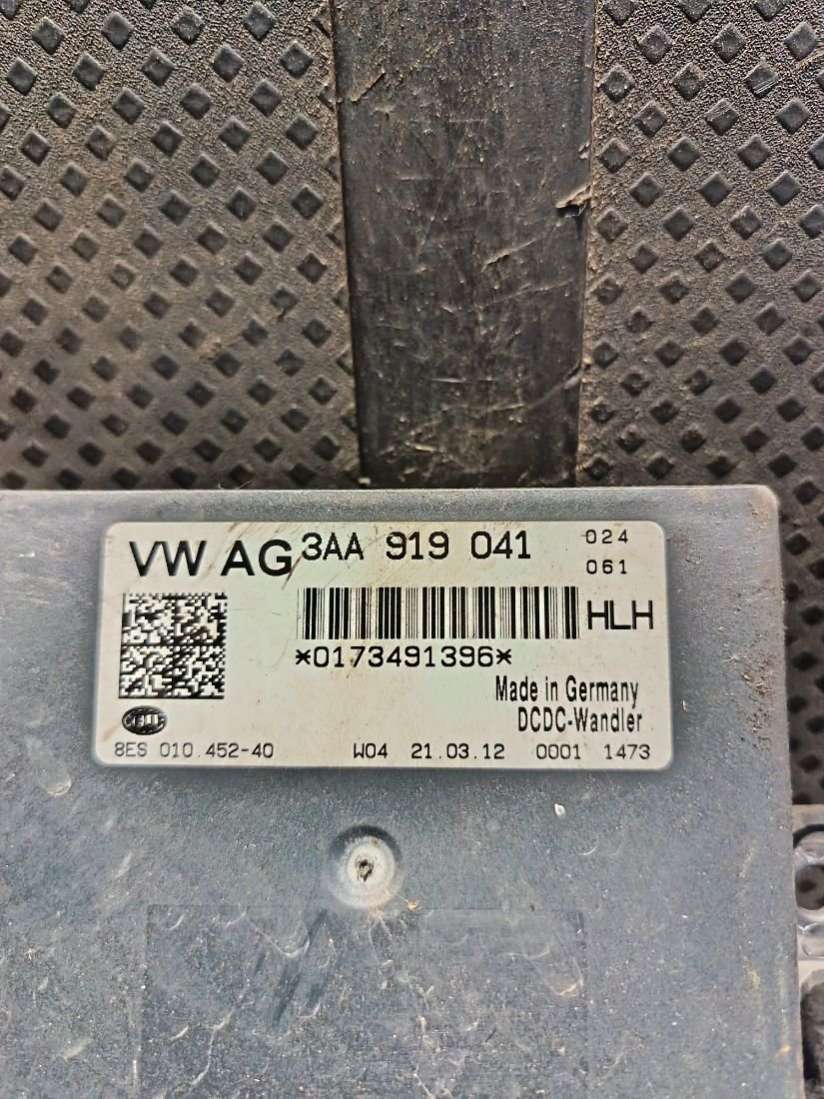 VW AG 3AA 919 041 024
061
HLH
*0173491396*
Made in Germany
DCDC-Wandler
HELLA
8ES 010.452-40 W04 21.03.12 0001 1473